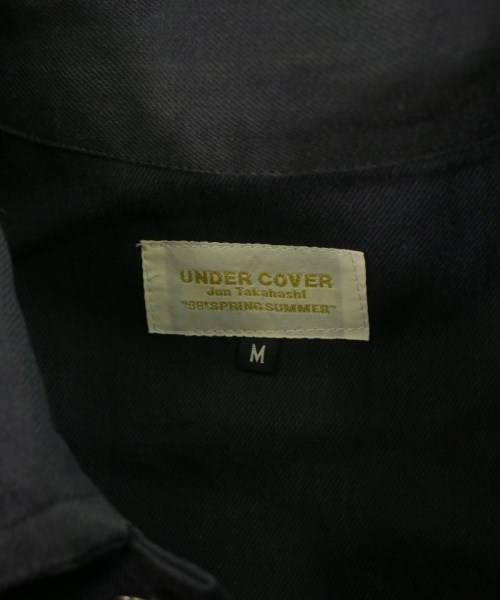 UNDER COVER
Jun Takahashi
"98'SPRING SUMMER"
M